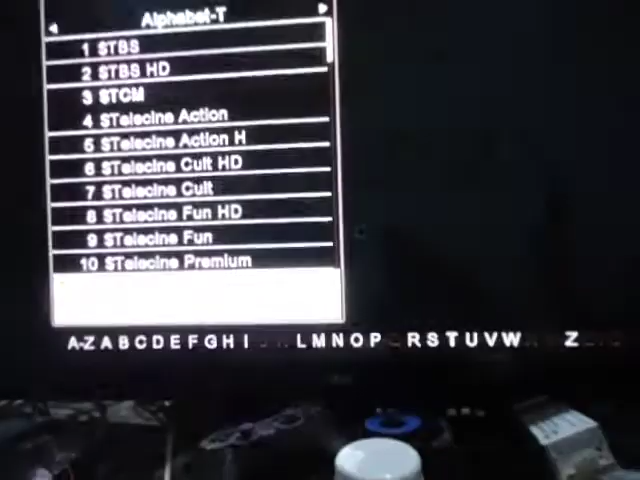 Alphabet-T
1 $TBS
2 $TBS HD
3 $TCM
4 $Telecine Action
5 $Telecine Action H
6 $Telecine Cult HD
7 $Telecine Cult
8 $Telecine Fun HD
9 $Telecine Fun
10 $Telecine Premium
A-Z A B C D E F G H I L M N O P R S T U V W Z